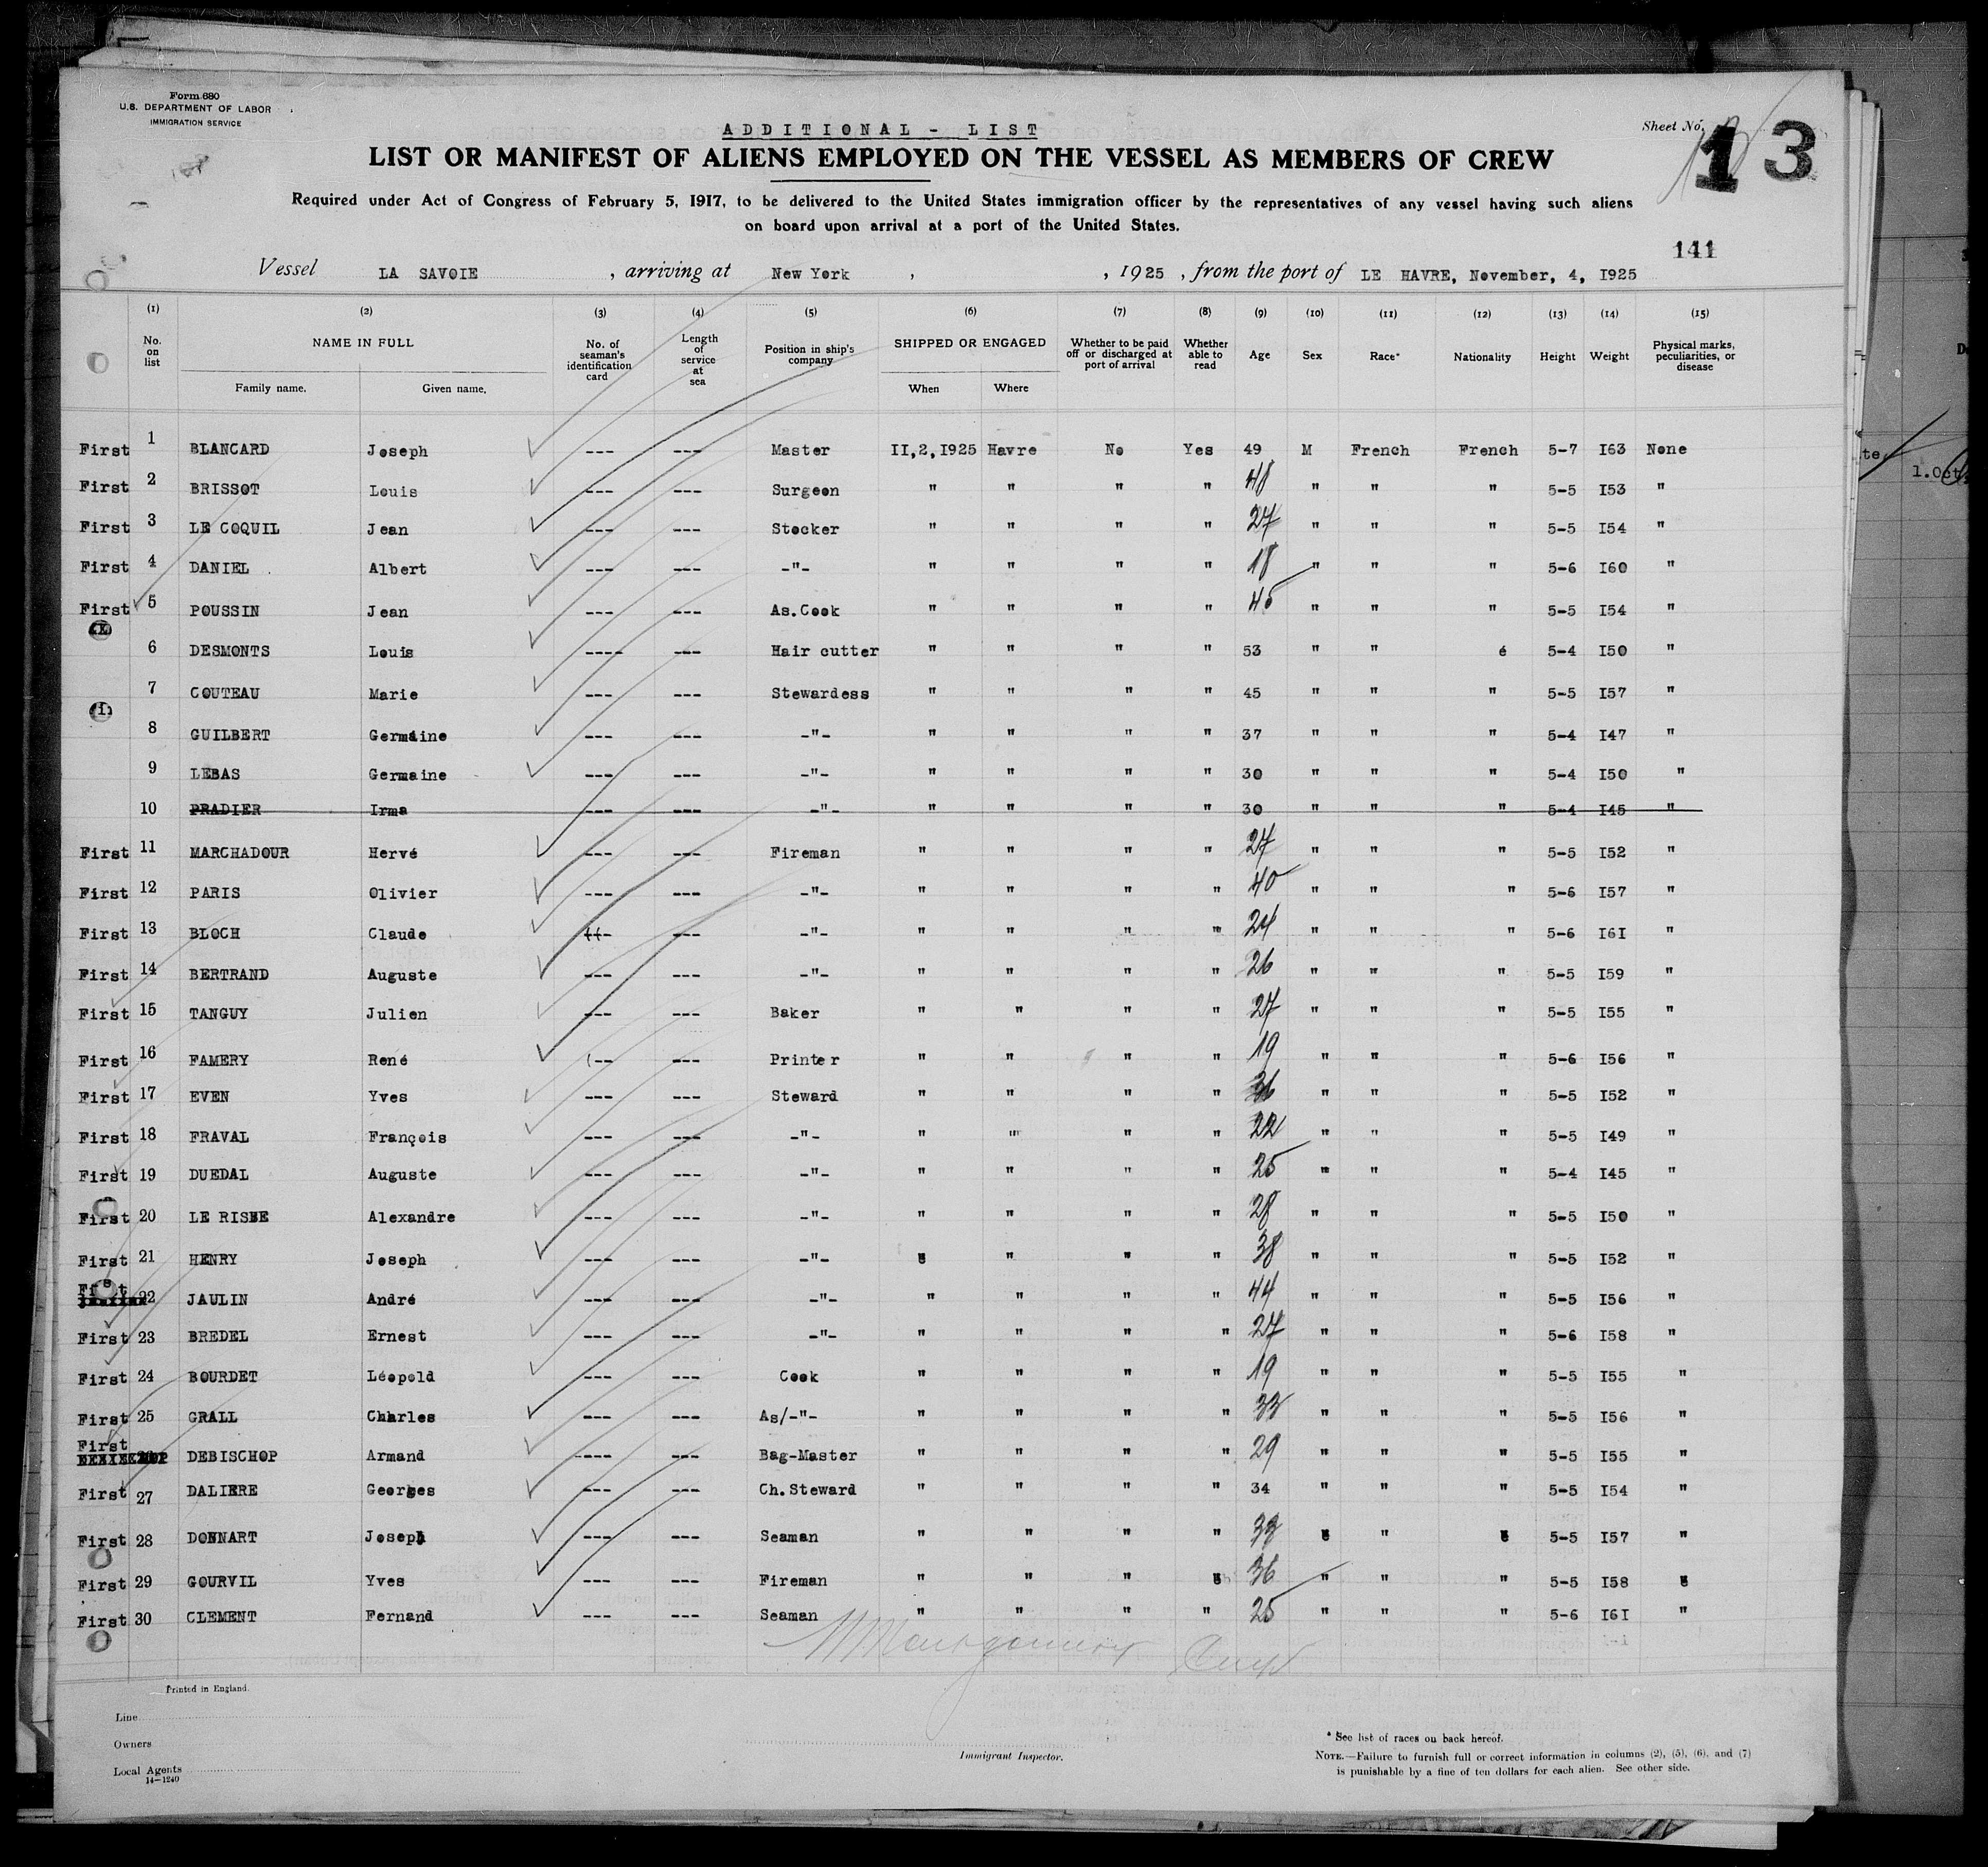 Form 680
U.S. DEPARTMENT OF LABOR
IMMIGRATION SERVICE
ADDITIONAL - LIST
Sheet No. 13
LIST OR MANIFEST OF ALIENS EMPLOYED ON THE VESSEL AS MEMBERS OF CREW
Required under Act of Congress of February 5, 1917, to be delivered to the United States immigration officer by the representatives of any vessel having such aliens
on board upon arrival at a port of the United States.
141
Vessel LA SAVOIE , arriving at New York , , 1925 , from the port of LE HAVRE, November, 4, I925
(1) (2) (3) (4) (5) (6) (7) (8) (9) (10) (11) (12) (13) (14) (15)
No. on list NAME IN FULL Family name. Given name. No. of seaman's identification card Length of service at sea Position in ship's company SHIPPED OR ENGAGED When Where Whether to be paid off or discharged at port of arrival Whether able to read Age Sex Race* Nationality Height Weight Physical marks, peculiarities, or disease
First 1 BLANCARD Joseph --- --- Master II,2,I925 Havre No Yes 49 M French French 5-7 I63 None
First 2 BRISSOT Louis --- --- Surgeon " " " " 48 " " " 5-5 I53 "
First 3 LE COQUIL Jean --- --- Stocker " " " " 27 " " " 5-5 I54 "
First 4 DANIEL Albert --- --- -"- " " " " 18 " " " 5-6 I60 "
First 5 POUSSIN Jean --- --- As.Cook " " " " 45 " " " 5-5 I54 "
6 DESMONTS Louis ---- --- Hair cutter " " " " 53 " " é 5-4 I50 "
7 COUTEAU Marie --- --- Stewardess " " " " 45 " " " 5-5 I57 "
8 GUILBERT Germaine --- --- -"- " " " " 37 " " " 5-4 I47 "
9 LEBAS Germaine --- --- -"- " " " " 30 " " " 5-4 I50 "
10 PRADIER Irma --- --- -"- " " " " 30 " " " 5-4 I45 "
First 11 MARCHADOUR Hervé --- --- Fireman " " " " 27 " " " 5-5 I52 "
First 12 PARIS Olivier --- --- -"- " " " " 40 " " " 5-6 I57 "
First 13 BLOCH Claude --- -"- " " " " 24 " " " 5-6 I6I "
First 14 BERTRAND Auguste --- --- -"- " " " " 26 " " " 5-5 I59 "
First 15 TANGUY Julien --- --- Baker " " " " 27 " " " 5-5 I55 "
First 16 FAMERY René --- Printer " " " " 19 " " " 5-6 I56 "
First 17 EVEN Yves --- --- Steward " " " " 36 " " " 5-5 I52 "
First 18 FRAVAL François --- --- -"- " " " " 22 " " " 5-5 I49 "
First 19 DUEDAL Auguste --- --- -"- " " " " 25 " " " 5-4 I45 "
First 20 LE RISBE Alexandre --- --- -"- " " " " 28 " " " 5-5 I50 "
First 21 HENRY Joseph --- --- -"- " " " 38 " " " 5-5 I52 "
First 22 JAULIN André --- --- -"- " " " " 44 " " " 5-5 I56 "
First 23 BREDEL Ernest --- --- -"- " " " " 27 " " " 5-6 I58 "
First 24 BOURDET Léopold --- --- Cook " " " " 19 " " " 5-5 I55 "
First 25 GRALL Charles --- --- As/-"- " " " " 33 " " " 5-5 I56 "
First DEBISCHOP Armand ---- --- Bag-Master " " " " 29 " " " 5-5 I55 "
First 27 DALIERE Georges --- --- Ch.Steward " " " " 34 " " " 5-5 I54 "
First 28 DONNART Joseph --- --- Seaman " " " " " 5-5 I57 "
First 29 GOURVIL Yves --- --- Fireman " " " 36 " " " 5-5 I58
First 30 CLEMENT Fernand --- --- Seaman " " " " 25 " " " 5-6 I6I "
Printed in England.
Line
Owners
Local Agents
14-1240
Immigrant Inspector.
* See list of races on back hereof.
NOTE.—Failure to furnish full or correct information in columns (2), (5), (6), and (7)
is punishable by a fine of ten dollars for each alien. See other side.